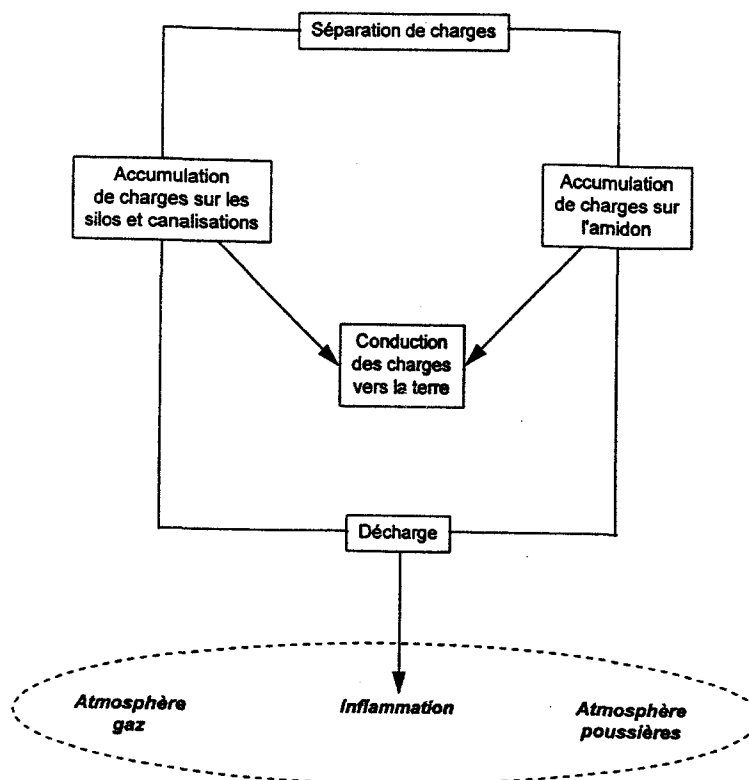 Séparation de charges
Accumulation
de charges sur les
silos et canalisations
Accumulation
de charges sur
l'amidon
Conduction
des charges
vers la terre
Décharge
Atmosphère
gaz
Inflammation
Atmosphère
poussières